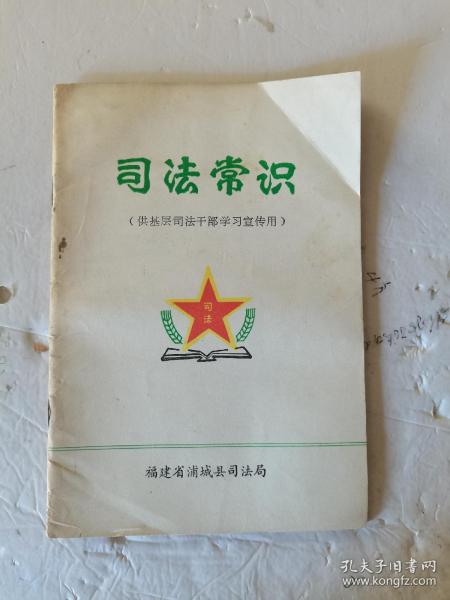 司法常识
（供基层司法干部学习宣传用）
司
法
福建省浦城县司法局
孔夫子旧书网
www.kongfz.com